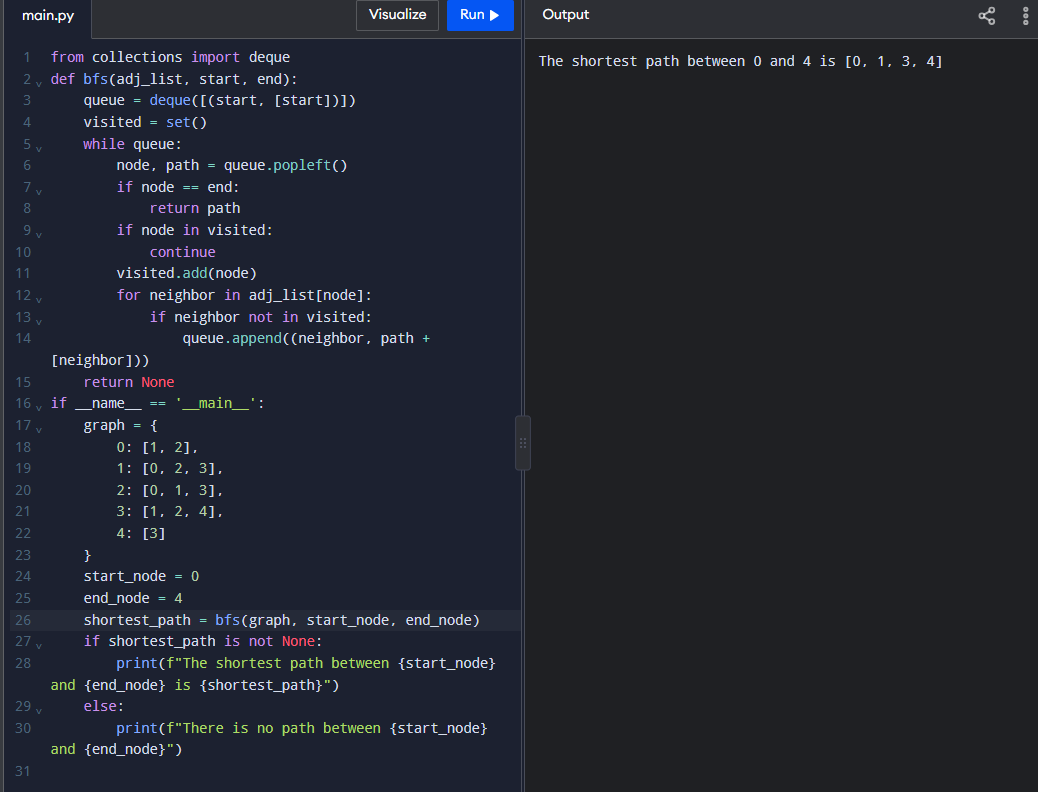 main.py
Visualize
Run
Output
1 from collections import deque
2 def bfs(adj_list, start, end):
3     queue = deque([(start, [start])])
4     visited = set()
5     while queue:
6         node, path = queue.popleft()
7         if node == end:
8             return path
9         if node in visited:
10             continue
11         visited.add(node)
12         for neighbor in adj_list[node]:
13             if neighbor not in visited:
14                 queue.append((neighbor, path +
[neighbor]))
15     return None
16 if __name__ == '__main__':
17     graph = {
18         0: [1, 2],
19         1: [0, 2, 3],
20         2: [0, 1, 3],
21         3: [1, 2, 4],
22         4: [3]
23     }
24     start_node = 0
25     end_node = 4
26     shortest_path = bfs(graph, start_node, end_node)
27     if shortest_path is not None:
28         print(f"The shortest path between {start_node}
and {end_node} is {shortest_path}")
29     else:
30         print(f"There is no path between {start_node}
and {end_node}")
31
The shortest path between 0 and 4 is [0, 1, 3, 4]